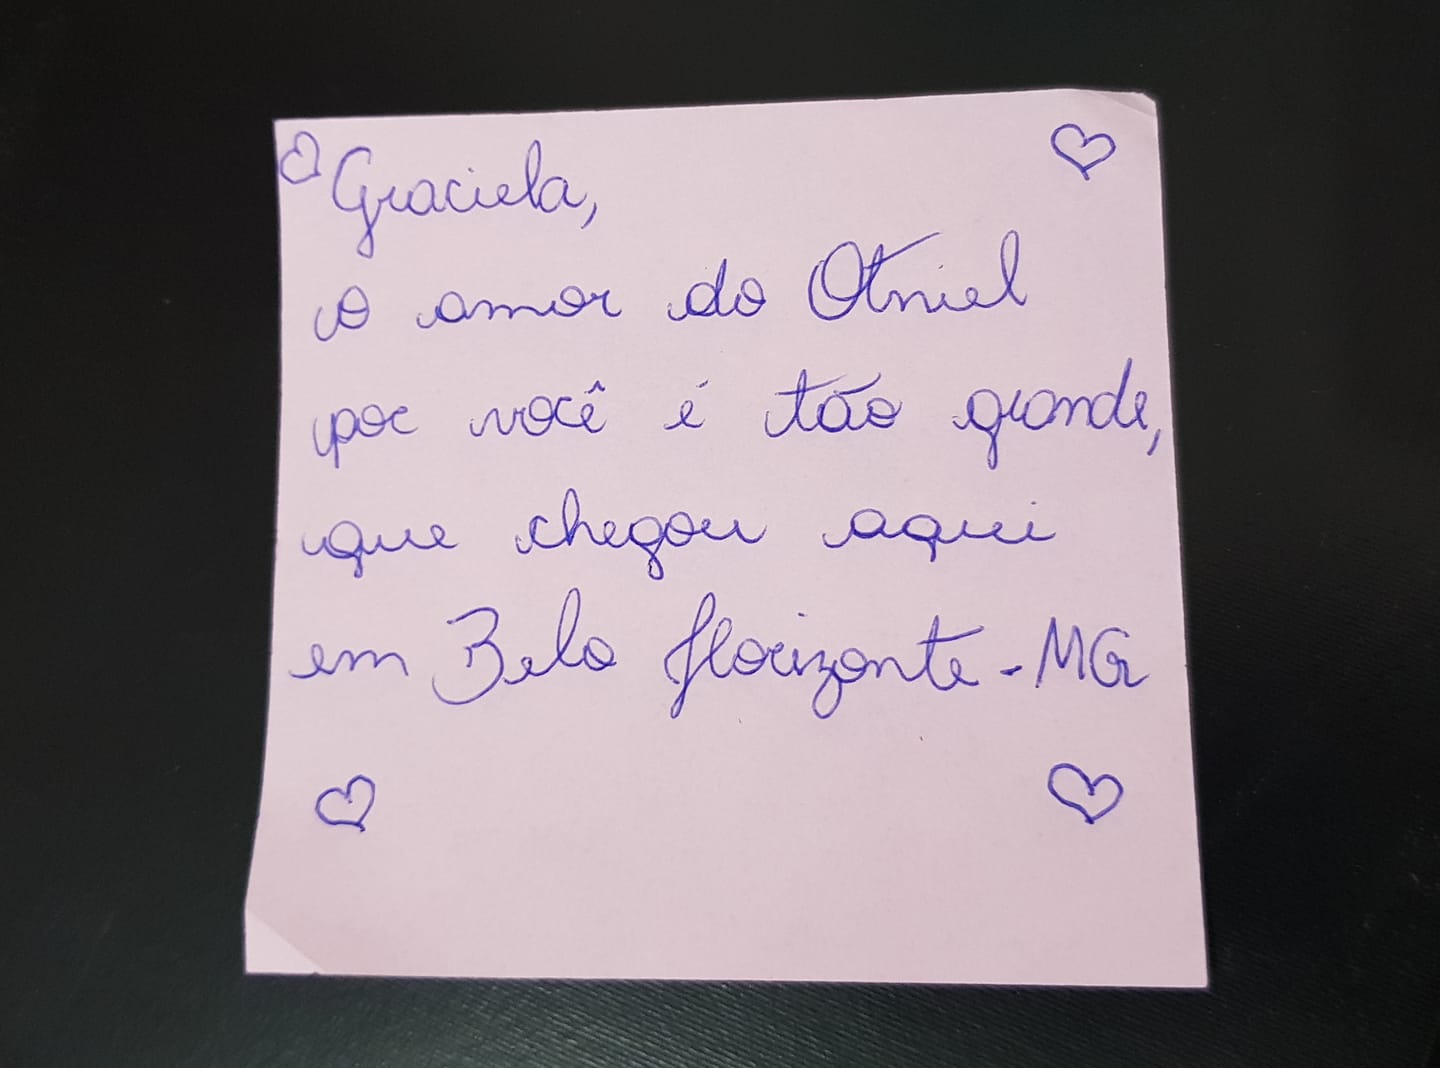 Graciela,
o amor do Otniel
por você é tão grande,
que chegou aqui
em Belo Horizonte - MG